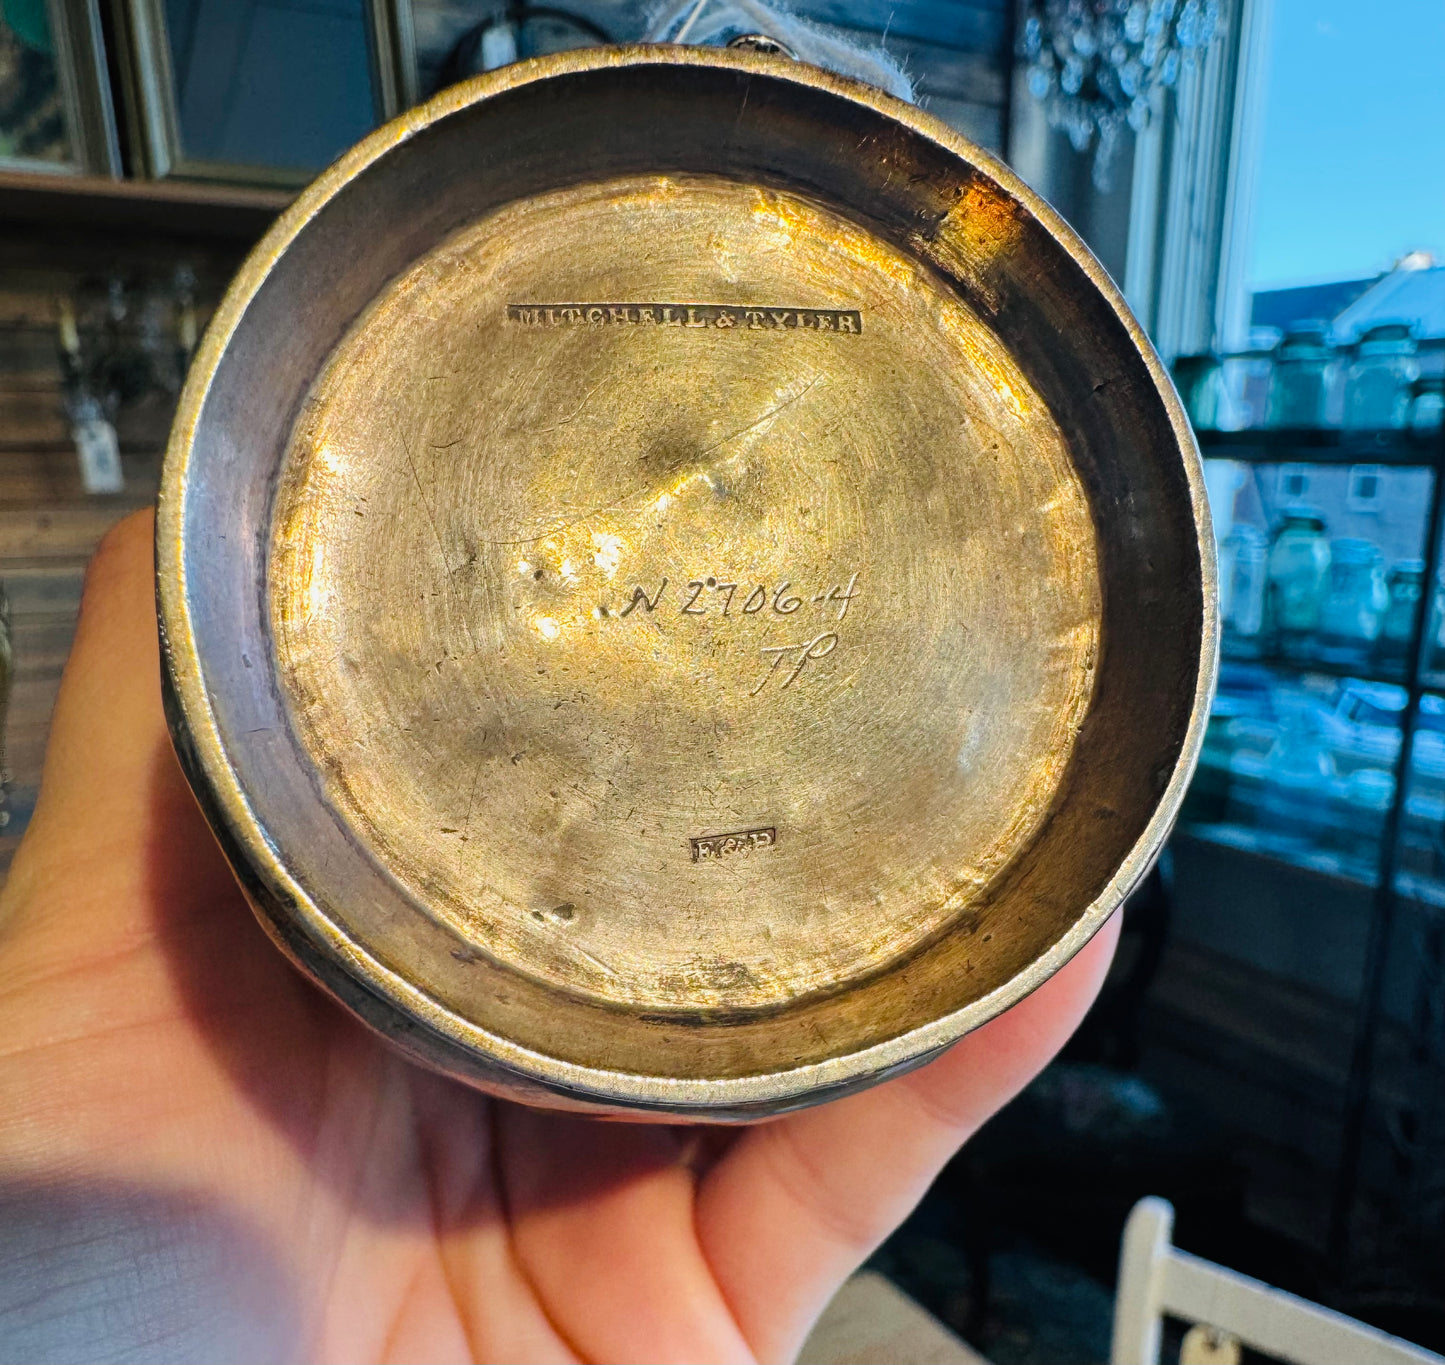 MITCHELL & TYLER
N 2706-4
TP
E & P